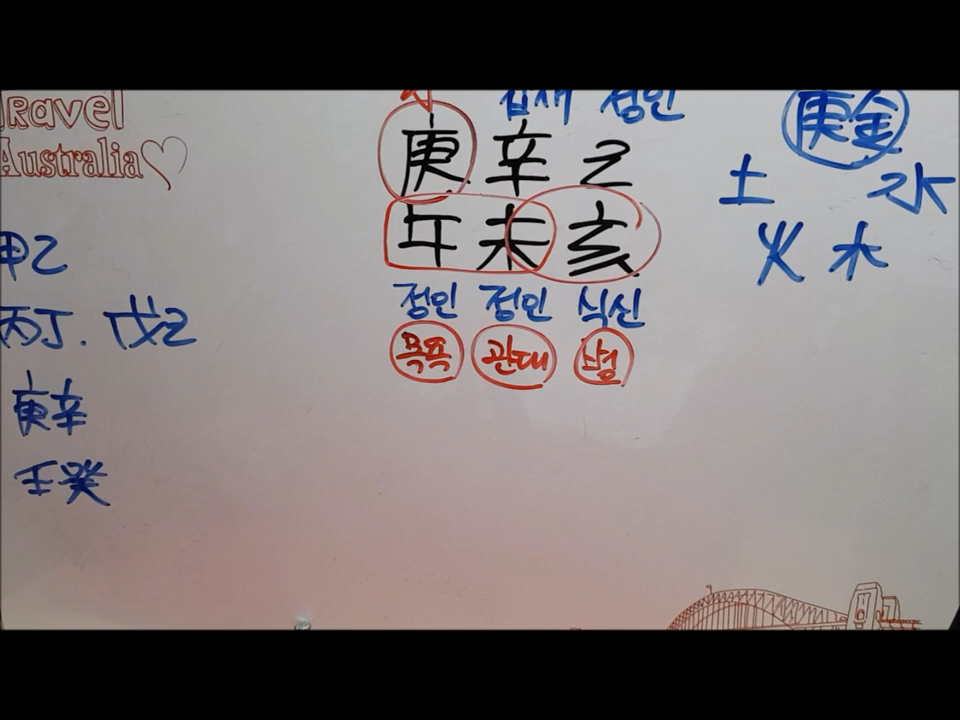 RaveL
Australia
겁재 정인
庚 辛 乙
午 未 亥
정인 정인 식신
목욕 관대 병
庚金
土 水
火 木
甲乙
丙丁. 戊己
庚辛
壬癸